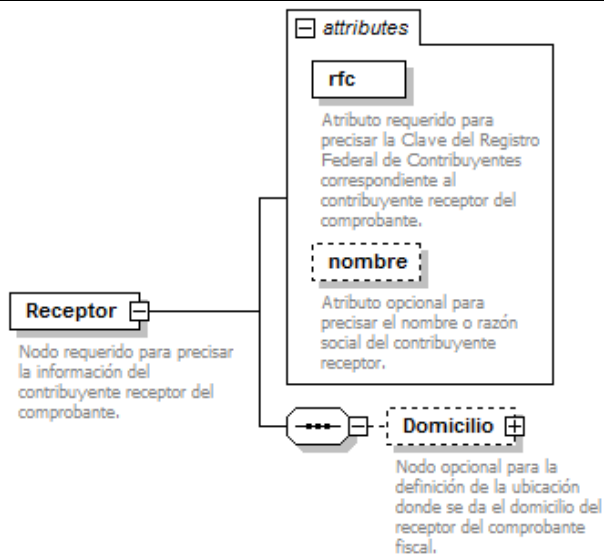 attributes
rfc
Atributo requerido para
precisar la Clave del Registro
Federal de Contribuyentes
correspondiente al
contribuyente receptor del
comprobante.
nombre
Atributo opcional para
precisar el nombre o razón
social del contribuyente
receptor.
Receptor
Nodo requerido para precisar
la información del
contribuyente receptor del
comprobante.
Domicilio
Nodo opcional para la
definición de la ubicación
donde se da el domicilio del
receptor del comprobante
fiscal.